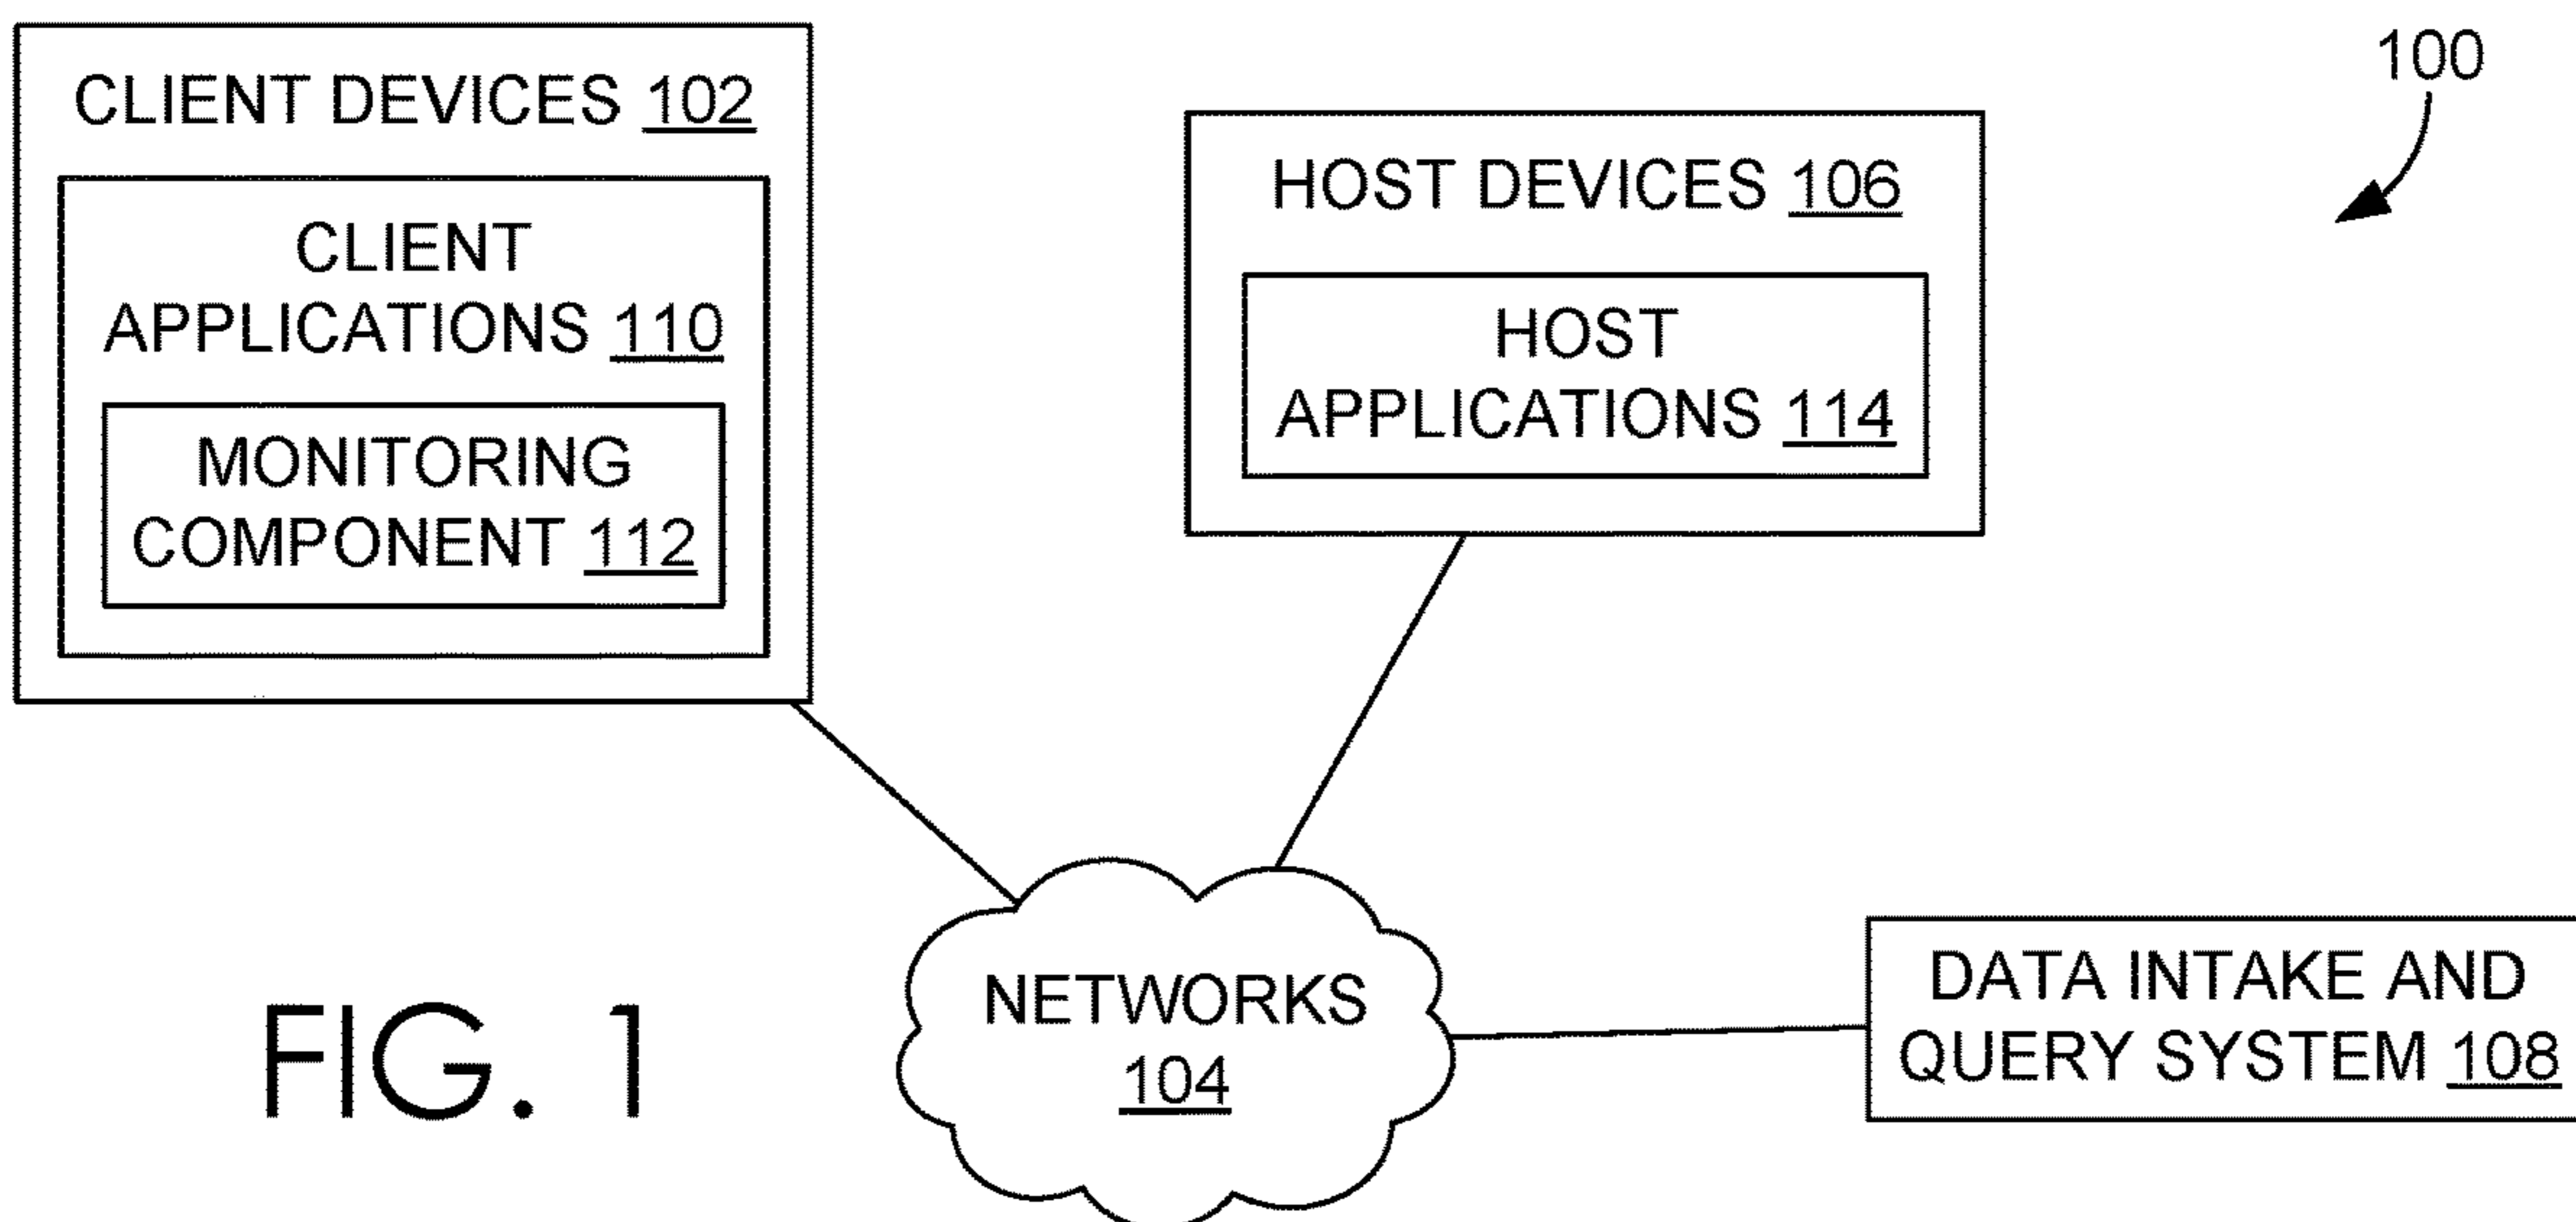 CLIENT DEVICES 102
CLIENT
APPLICATIONS 110
MONITORING
COMPONENT 112
HOST DEVICES 106
HOST
APPLICATIONS 114
100
NETWORKS
104
DATA INTAKE AND
QUERY SYSTEM 108
FIG. 1